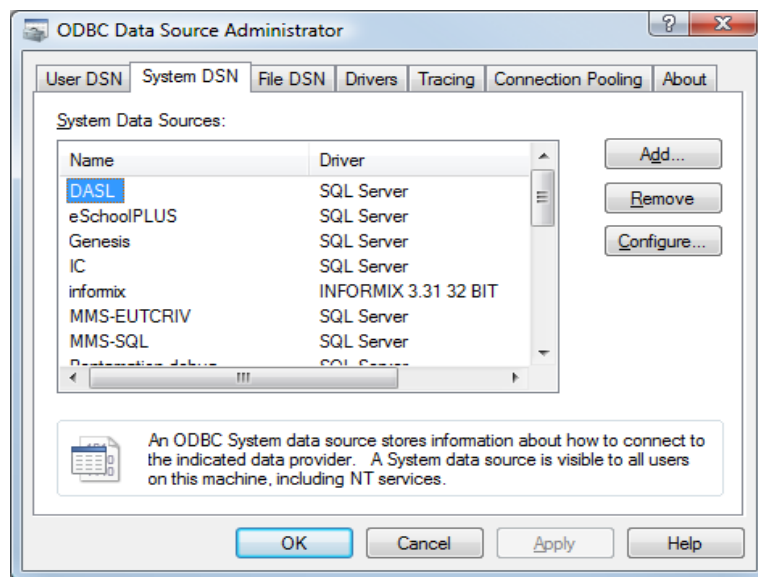 ODBC Data Source Administrator
User DSN System DSN File DSN Drivers Tracing Connection Pooling About
System Data Sources:
Name Driver
Add...
DASL SQL Server
Remove
eSchoolPLUS SQL Server
Genesis SQL Server
Configure...
IC SQL Server
informix INFORMIX 3.31 32 BIT
MMS-EUTCRIV SQL Server
MMS-SQL SQL Server
SQL Server
An ODBC System data source stores information about how to connect to
the indicated data provider. A System data source is visible to all users
on this machine, including NT services.
OK Cancel Apply Help